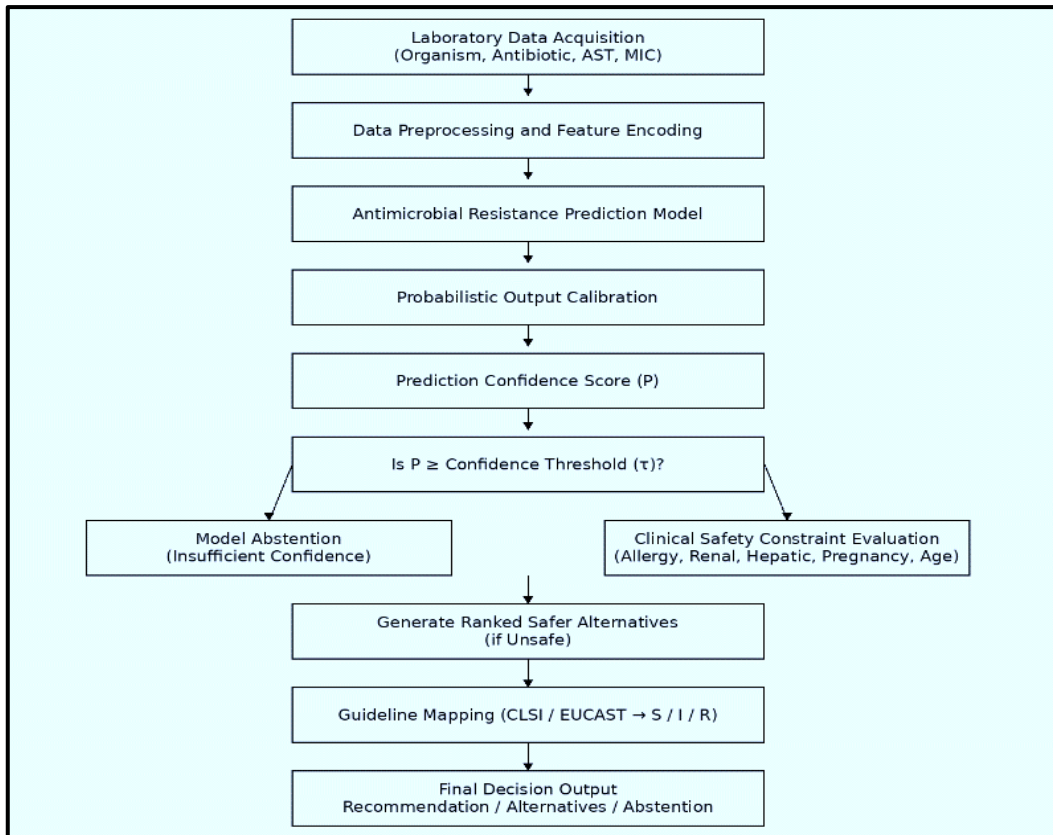 Laboratory Data Acquisition
(Organism, Antibiotic, AST, MIC)
Data Preprocessing and Feature Encoding
Antimicrobial Resistance Prediction Model
Probabilistic Output Calibration
Prediction Confidence Score (P)
Is P ≥ Confidence Threshold (τ)?
Model Abstention
(Insufficient Confidence)
Clinical Safety Constraint Evaluation
(Allergy, Renal, Hepatic, Pregnancy, Age)
Generate Ranked Safer Alternatives
(if Unsafe)
Guideline Mapping (CLSI / EUCAST → S / I / R)
Final Decision Output
Recommendation / Alternatives / Abstention